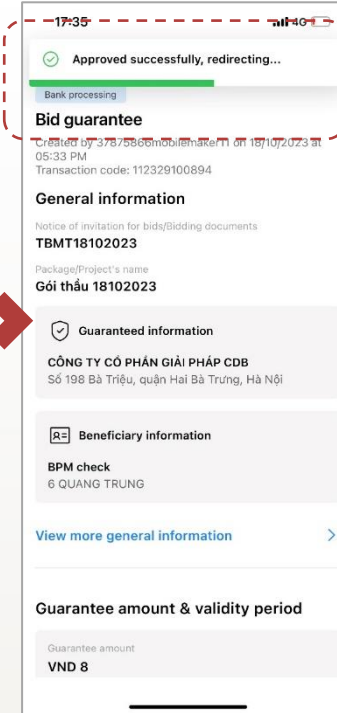 17:35
4G
Approved successfully, redirecting...
Bank processing
Bid guarantee
Created by 37875866mobilemaker11 on 18/10/2023 at
05:33 PM
Transaction code: 112329100894
General information
Notice of invitation for bids/Bidding documents
TBMT18102023
Package/Project's name
Gói thầu 18102023
Guaranteed information
CÔNG TY CỔ PHẦN GIẢI PHÁP CDB
Số 198 Bà Triệu, quận Hai Bà Trưng, Hà Nội
Beneficiary information
BPM check
6 QUANG TRUNG
View more general information
Guarantee amount & validity period
Guarantee amount
VND 8